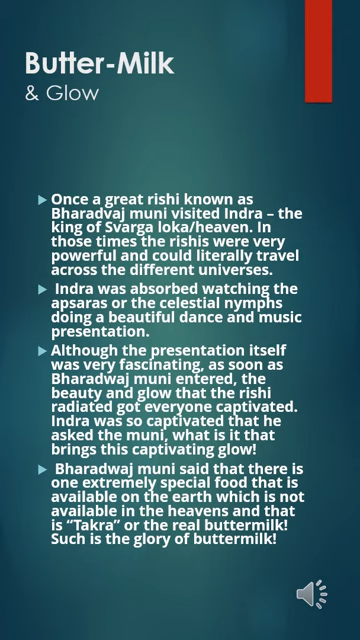 Butter-Milk
& Glow
Once a great rishi known as
Bharadvaj muni visited Indra – the
king of Svarga loka/heaven. In
those times the rishis were very
powerful and could literally travel
across the different universes.
Indra was absorbed watching the
apsaras or the celestial nymphs
doing a beautiful dance and music
presentation.
Although the presentation itself
was very fascinating, as soon as
Bharadwaj muni entered, the
beauty and glow that the rishi
radiated got everyone captivated.
Indra was so captivated that he
asked the muni, what is it that
brings this captivating glow!
Bharadwaj muni said that there is
one extremely special food that is
available on the earth which is not
available in the heavens and that
is “Takra” or the real buttermilk!
Such is the glory of buttermilk!